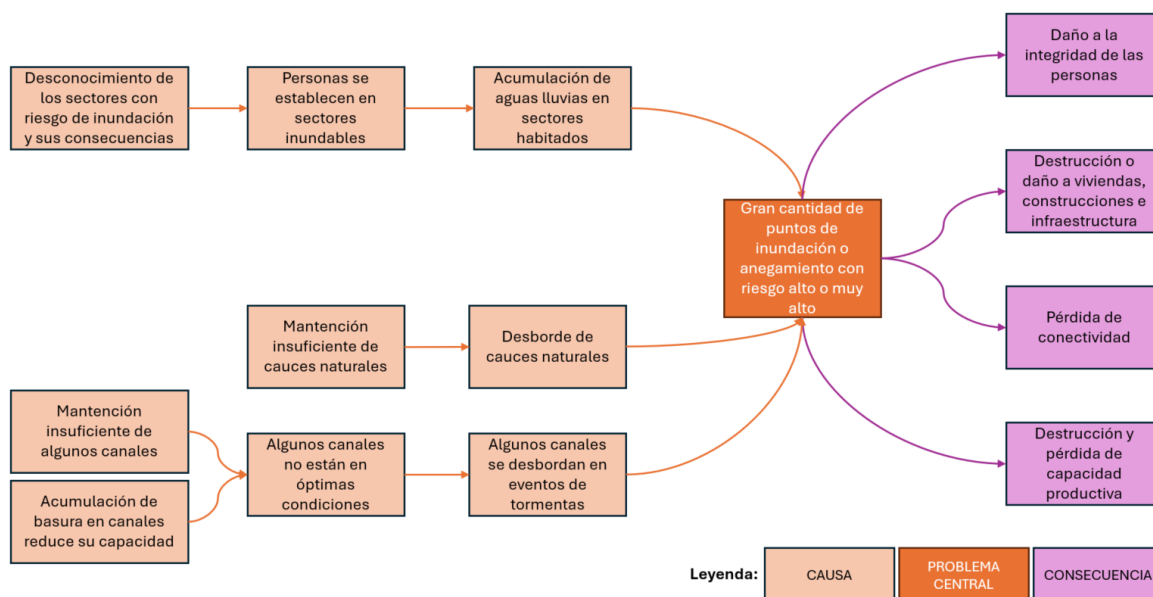 Desconocimiento de
los sectores con
riesgo de inundación
y sus consecuencias
Personas se
establecen en
sectores
inundables
Acumulación de
aguas lluvias en
sectores
habitados
Mantención
insuficiente de
cauces naturales
Desborde de
cauces naturales
Mantención
insuficiente de
algunos canales
Acumulación de
basura en canales
reduce su capacidad
Algunos canales
no están en
óptimas
condiciones
Algunos canales
se desbordan en
eventos de
tormentas
Gran cantidad de
puntos de
inundación o
anegamiento con
riesgo alto o muy
alto
Daño a la
integridad de las
personas
Destrucción o
daño a viviendas,
construcciones e
infraestructura
Pérdida de
conectividad
Destrucción y
pérdida de
capacidad
productiva
Leyenda:
CAUSA
PROBLEMA
CENTRAL
CONSECUENCIA